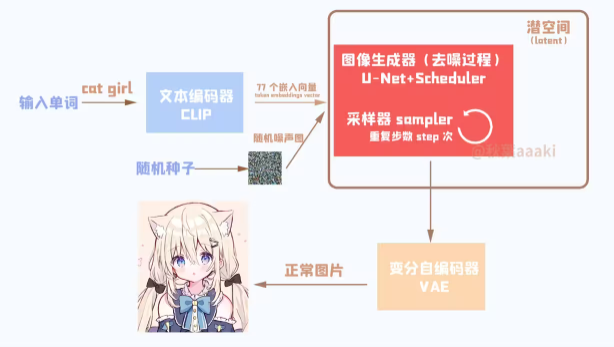 潜空间
(latent)
图像生成器（去噪过程）
U-Net+Scheduler
cat girl
输入单词
文本编码器
CLIP
77 个嵌入向量
token embeddings vector
采样器 sampler
重复步数 step 次
随机噪声图
随机种子
@秋葉aaaki
正常图片
变分自编码器
VAE